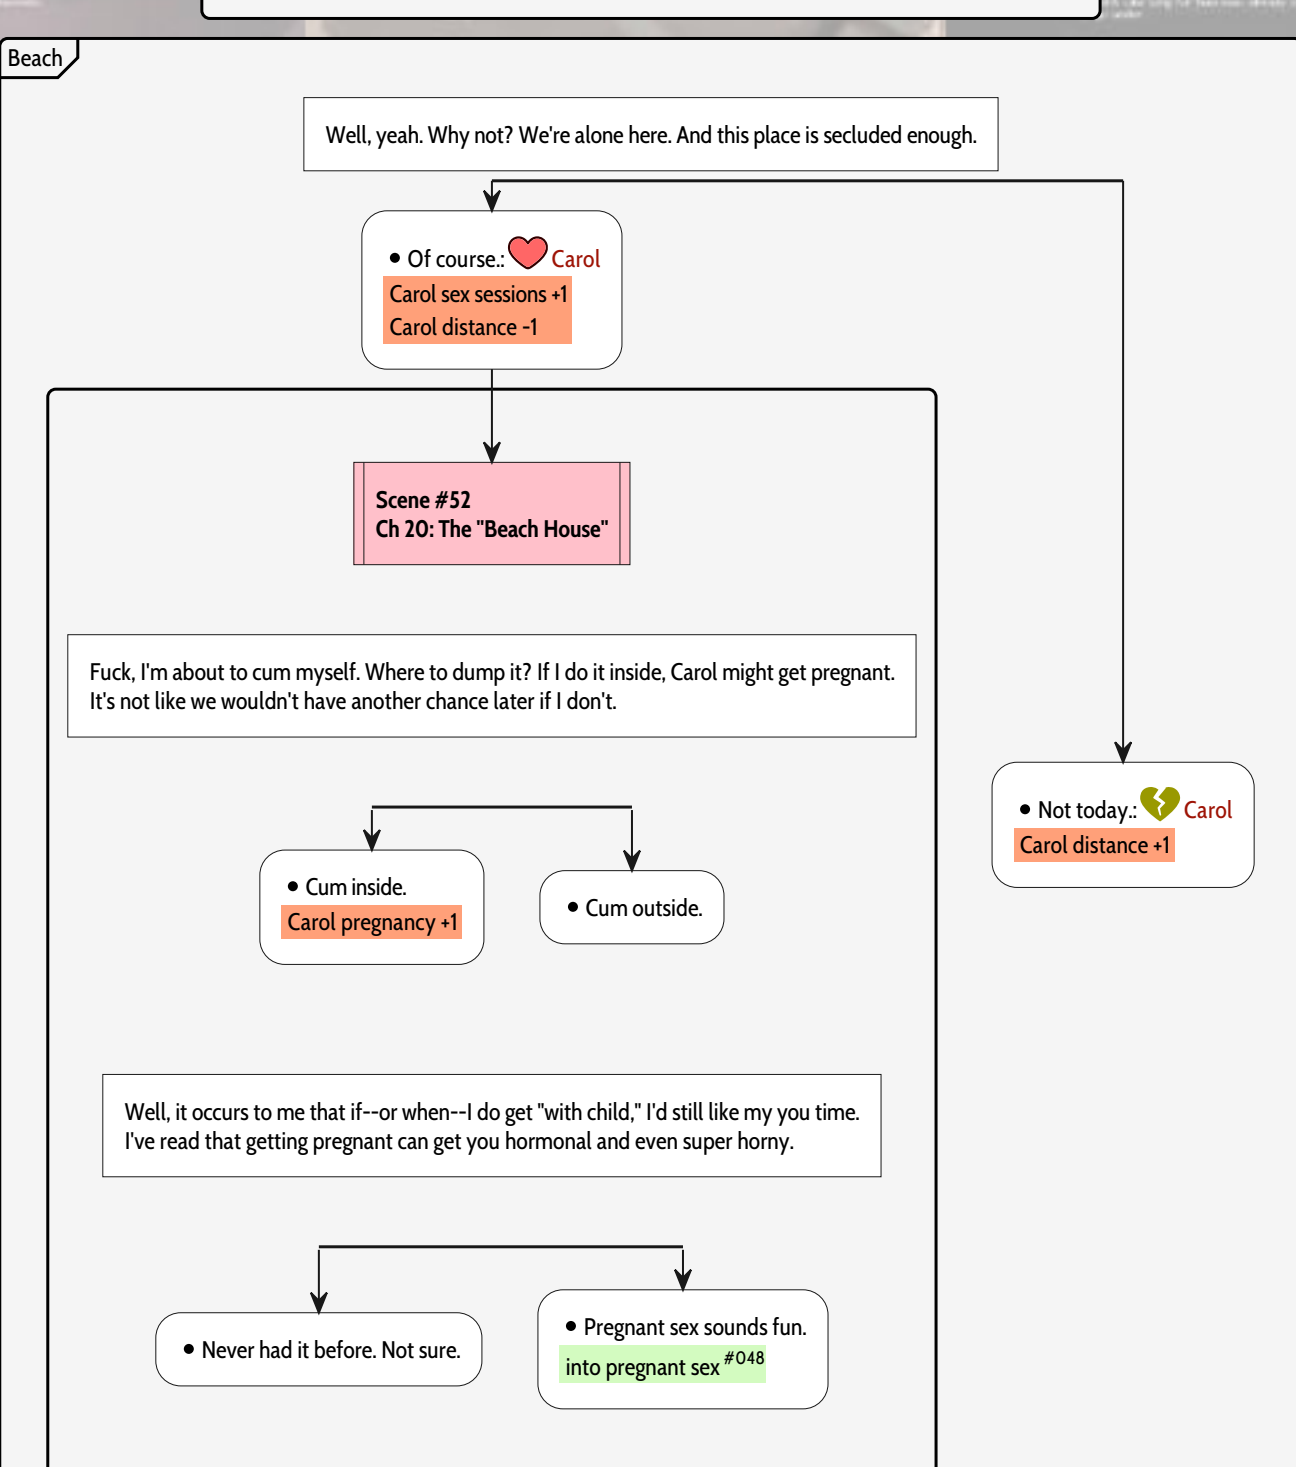 Beach
Well, yeah. Why not? We're alone here. And this place is secluded enough.
• Of course.: Carol
Carol sex sessions +1
Carol distance -1
Scene #52
Ch 20: The "Beach House"
Fuck, I'm about to cum myself. Where to dump it? If I do it inside, Carol might get pregnant.
It's not like we wouldn't have another chance later if I don't.
• Not today.: Carol
Carol distance +1
• Cum inside.
Carol pregnancy +1
• Cum outside.
Well, it occurs to me that if--or when--I do get "with child," I'd still like my you time.
I've read that getting pregnant can get you hormonal and even super horny.
• Never had it before. Not sure.
• Pregnant sex sounds fun.
into pregnant sex #048